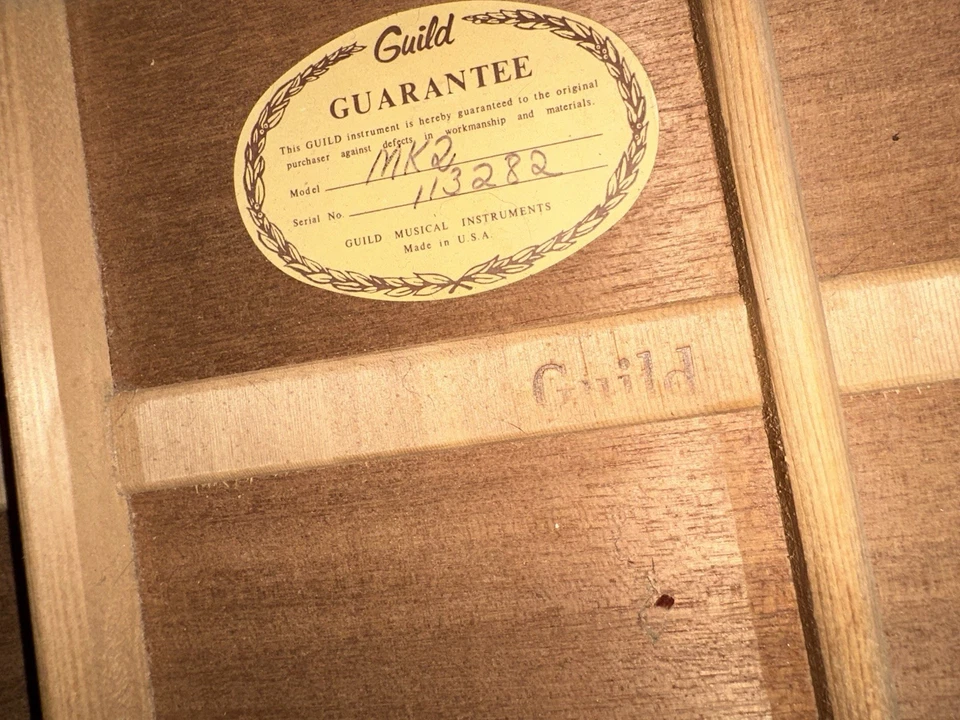 Guild
GUARANTEE
This GUILD instrument is hereby guaranteed to the original
purchaser against defects in workmanship and materials.
Model MK2
Serial No. 113282
GUILD MUSICAL INSTRUMENTS
Made in U.S.A.
Guild